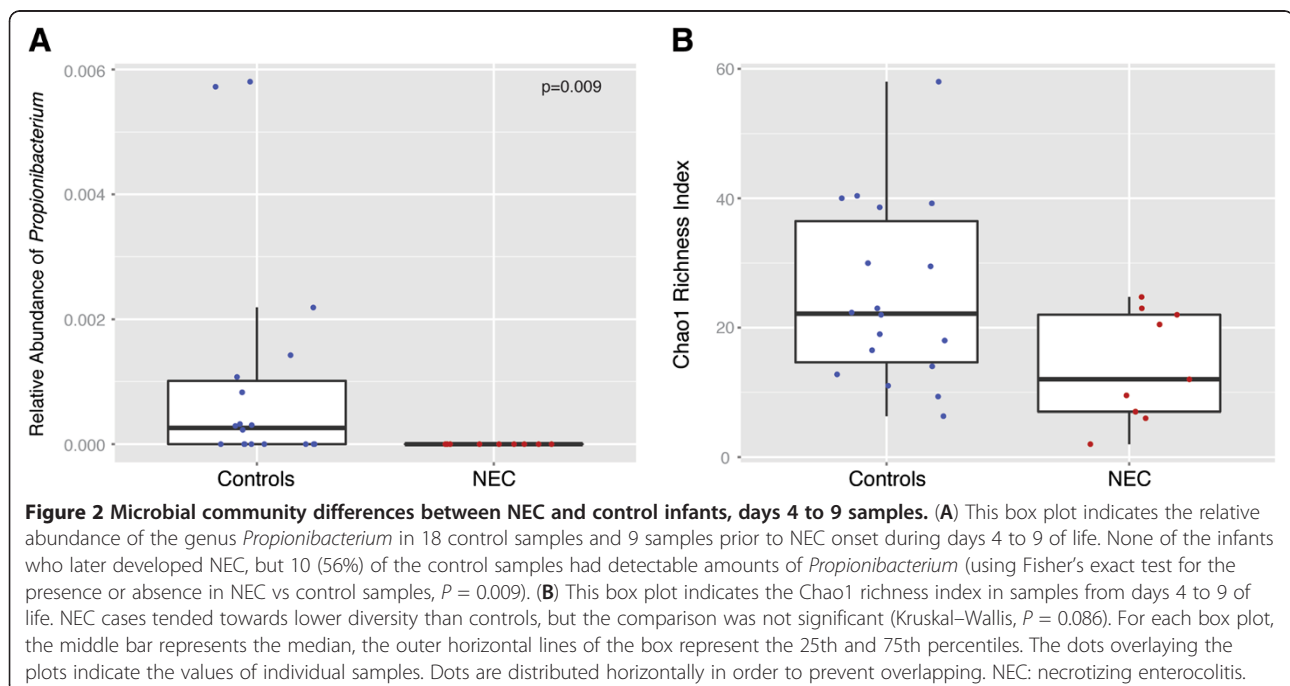 A
B
0.006
0.004
0.002
0.000
Relative Abundance of Propionibacterium
p=0.009
Controls
NEC
60
40
20
0
Chao1 Richness Index
Controls
NEC
Figure 2 Microbial community differences between NEC and control infants, days 4 to 9 samples. (A) This box plot indicates the relative
abundance of the genus Propionibacterium in 18 control samples and 9 samples prior to NEC onset during days 4 to 9 of life. None of the infants
who later developed NEC, but 10 (56%) of the control samples had detectable amounts of Propionibacterium (using Fisher's exact test for the
presence or absence in NEC vs control samples, P = 0.009). (B) This box plot indicates the Chao1 richness index in samples from days 4 to 9 of
life. NEC cases tended towards lower diversity than controls, but the comparison was not significant (Kruskal–Wallis, P = 0.086). For each box plot,
the middle bar represents the median, the outer horizontal lines of the box represent the 25th and 75th percentiles. The dots overlaying the
plots indicate the values of individual samples. Dots are distributed horizontally in order to prevent overlapping. NEC: necrotizing enterocolitis.